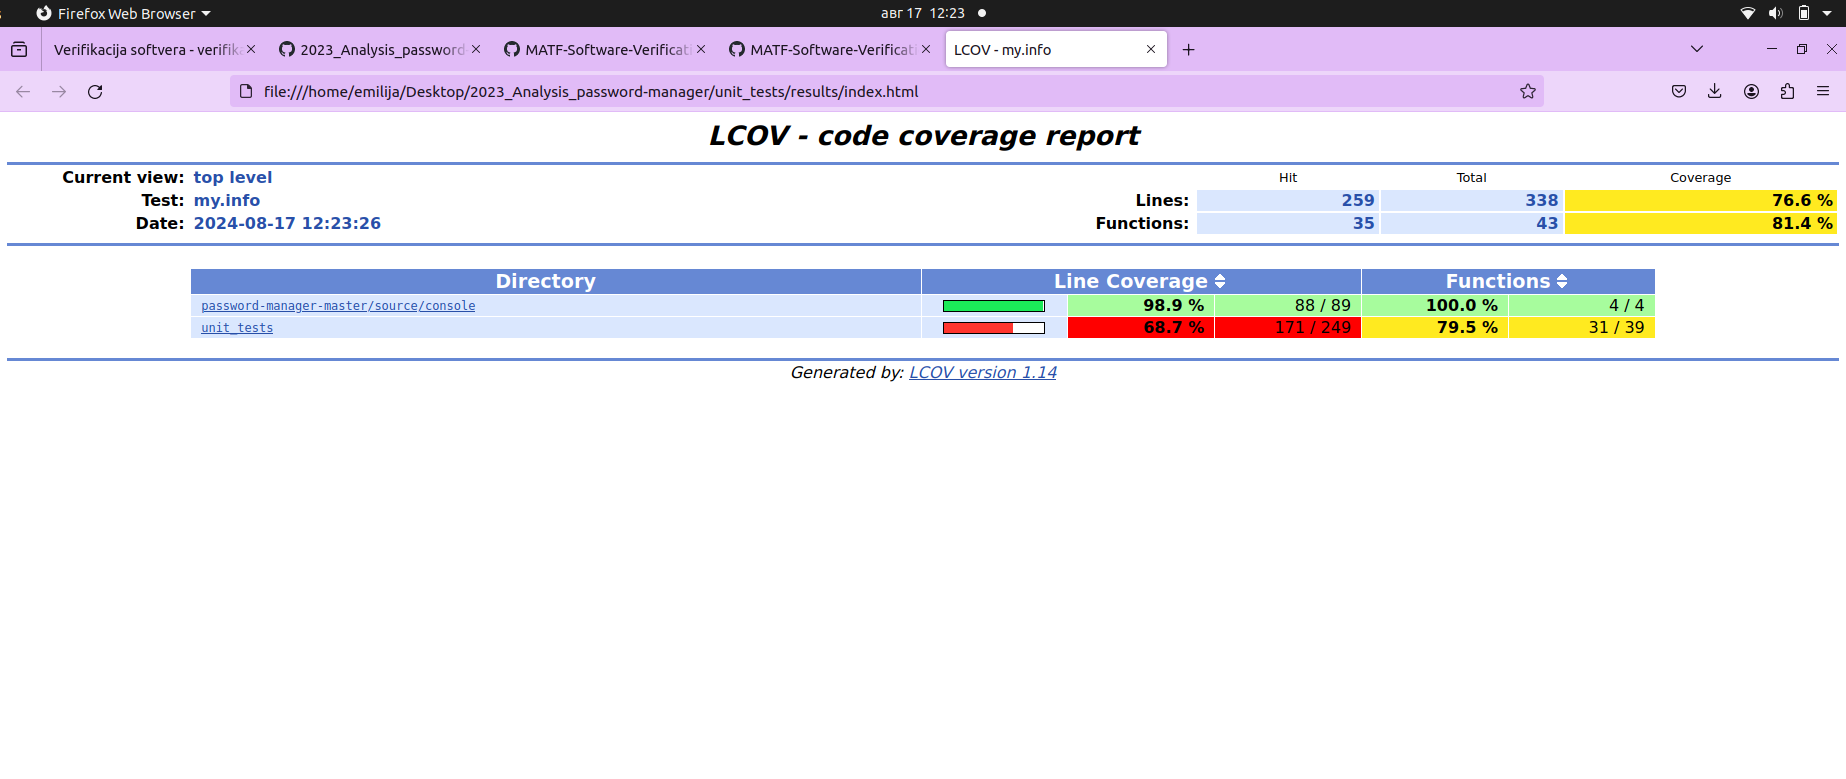 Firefox Web Browser авг 17 12:23
Verifikacija softvera - verifika 2023_Analysis_password- MATF-Software-Verificati MATF-Software-Verificati LCOV - my.info
file:///home/emilija/Desktop/2023_Analysis_password-manager/unit_tests/results/index.html
LCOV - code coverage report
Current view: top level Hit Total Coverage
Test: my.info Lines: 259 338 76.6 %
Date: 2024-08-17 12:23:26 Functions: 35 43 81.4 %
Directory Line Coverage Functions
password-manager-master/source/console 98.9 % 88 / 89 100.0 % 4 / 4
unit_tests 68.7 % 171 / 249 79.5 % 31 / 39
Generated by: LCOV version 1.14